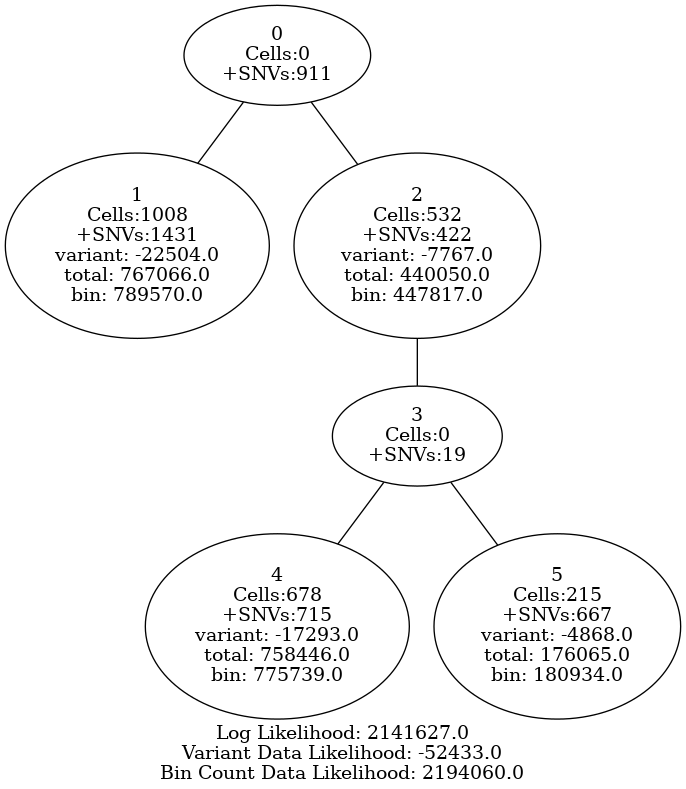 0
Cells:0
+SNVs:911
1
Cells:1008
+SNVs:1431
variant: -22504.0
total: 767066.0
bin: 789570.0
2
Cells:532
+SNVs:422
variant: -7767.0
total: 440050.0
bin: 447817.0
3
Cells:0
+SNVs:19
4
Cells:678
+SNVs:715
variant: -17293.0
total: 758446.0
bin: 775739.0
5
Cells:215
+SNVs:667
variant: -4868.0
total: 176065.0
bin: 180934.0
Log Likelihood: 2141627.0
Variant Data Likelihood: -52433.0
Bin Count Data Likelihood: 2194060.0